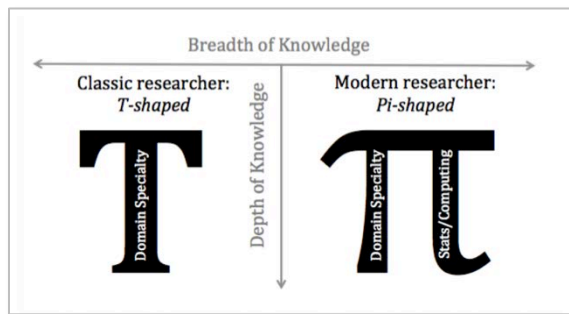 Breadth of Knowledge
Classic researcher:
T-shaped
Depth of Knowledge
Modern researcher:
Pi-shaped
T
Domain Specialty
π
Domain Specialty
Stats/Computing